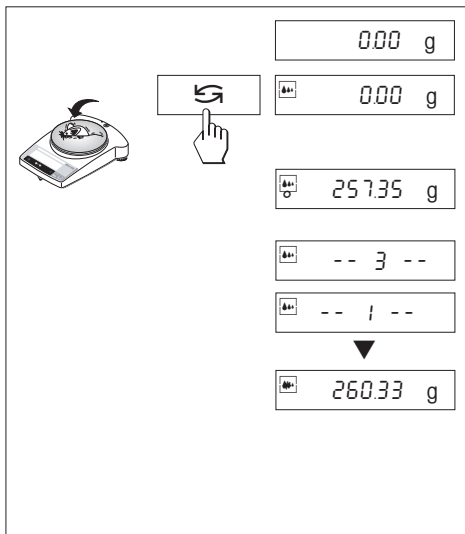 0.00 g
0.00 g
257.35 g
-- 3 --
-- 1 --
260.33 g